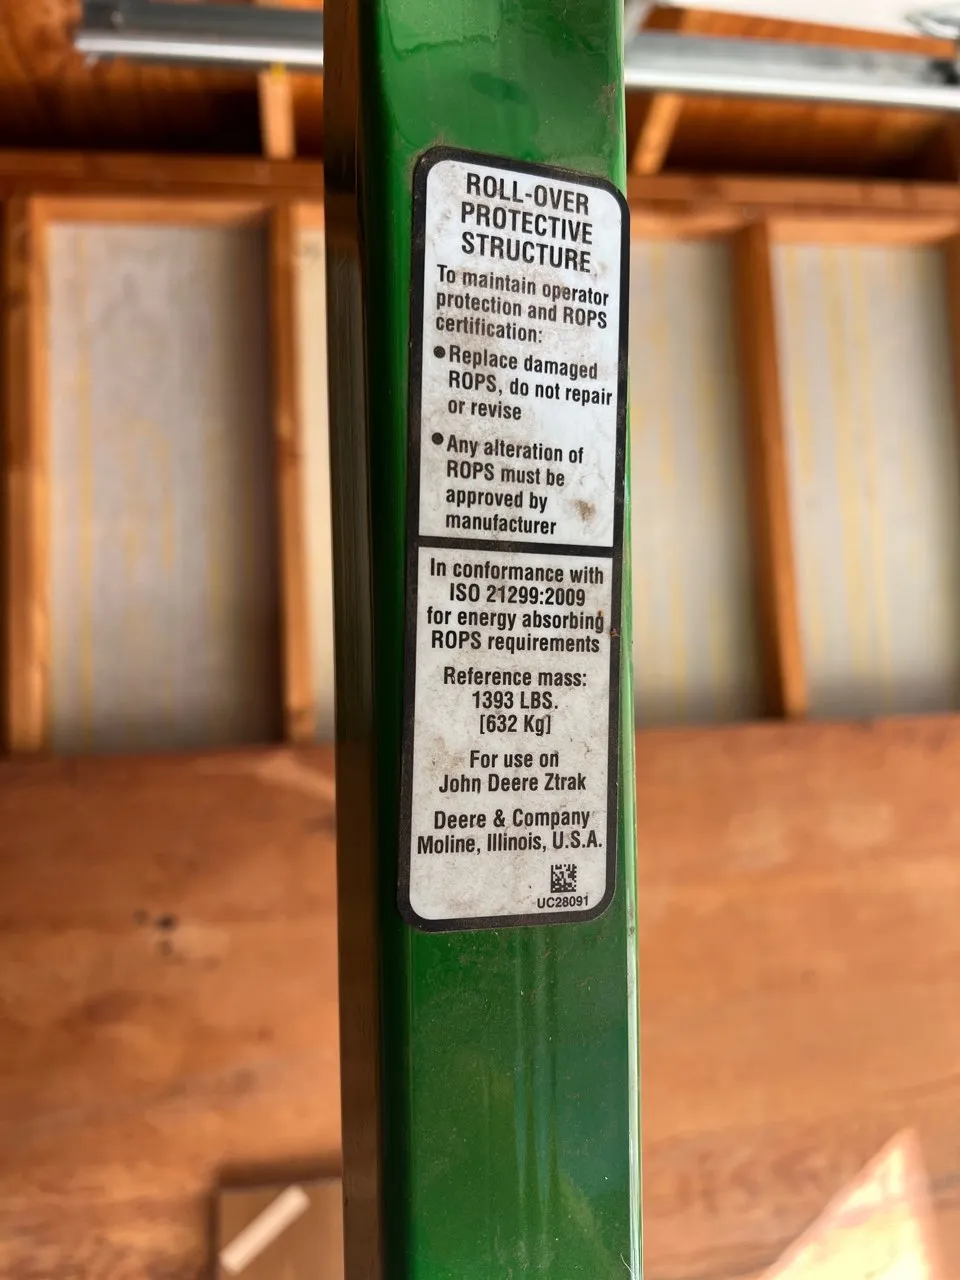 ROLL-OVER
PROTECTIVE
STRUCTURE
To maintain operator
protection and ROPS
certification:
●Replace damaged
ROPS, do not repair
or revise
●Any alteration of
ROPS must be
approved by
manufacturer
In conformance with
ISO 21299:2009
for energy absorbing
ROPS requirements
Reference mass:
1393 LBS.
[632 Kg]
For use on
John Deere Ztrak
Deere & Company
Moline, Illinois, U.S.A.
UC28091